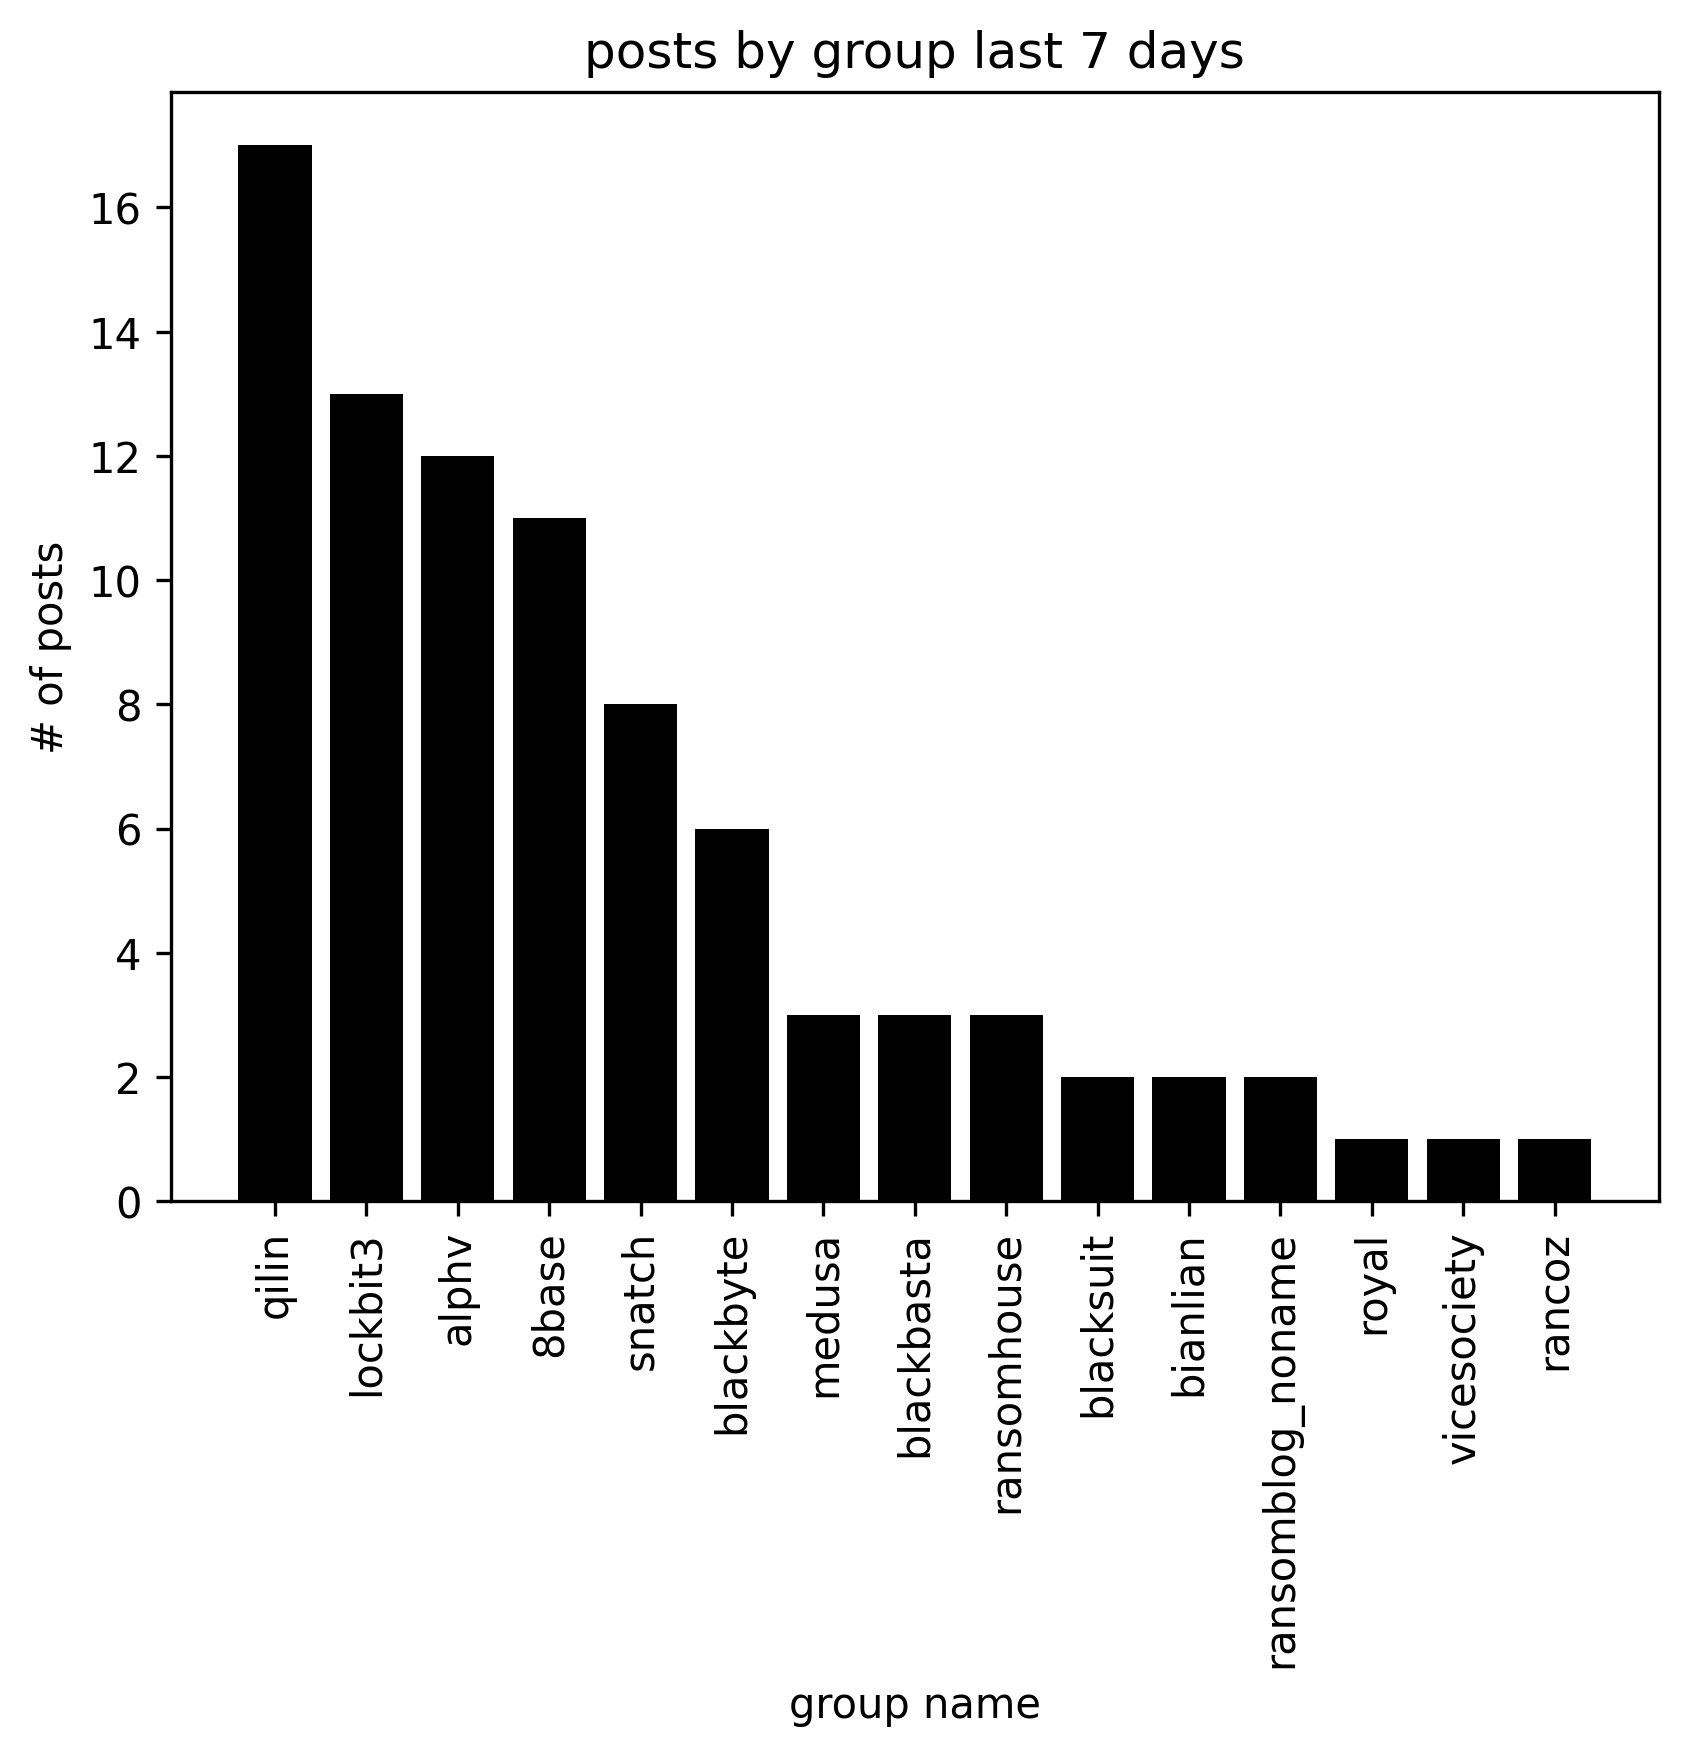 posts by group last 7 days
# of posts
16
14
12
10
8
6
4
2
0
qilin
lockbit3
alphv
8base
snatch
blackbyte
medusa
blackbasta
ransomhouse
blacksuit
bianlian
ransomblog_noname
royal
vicesociety
rancoz
group name